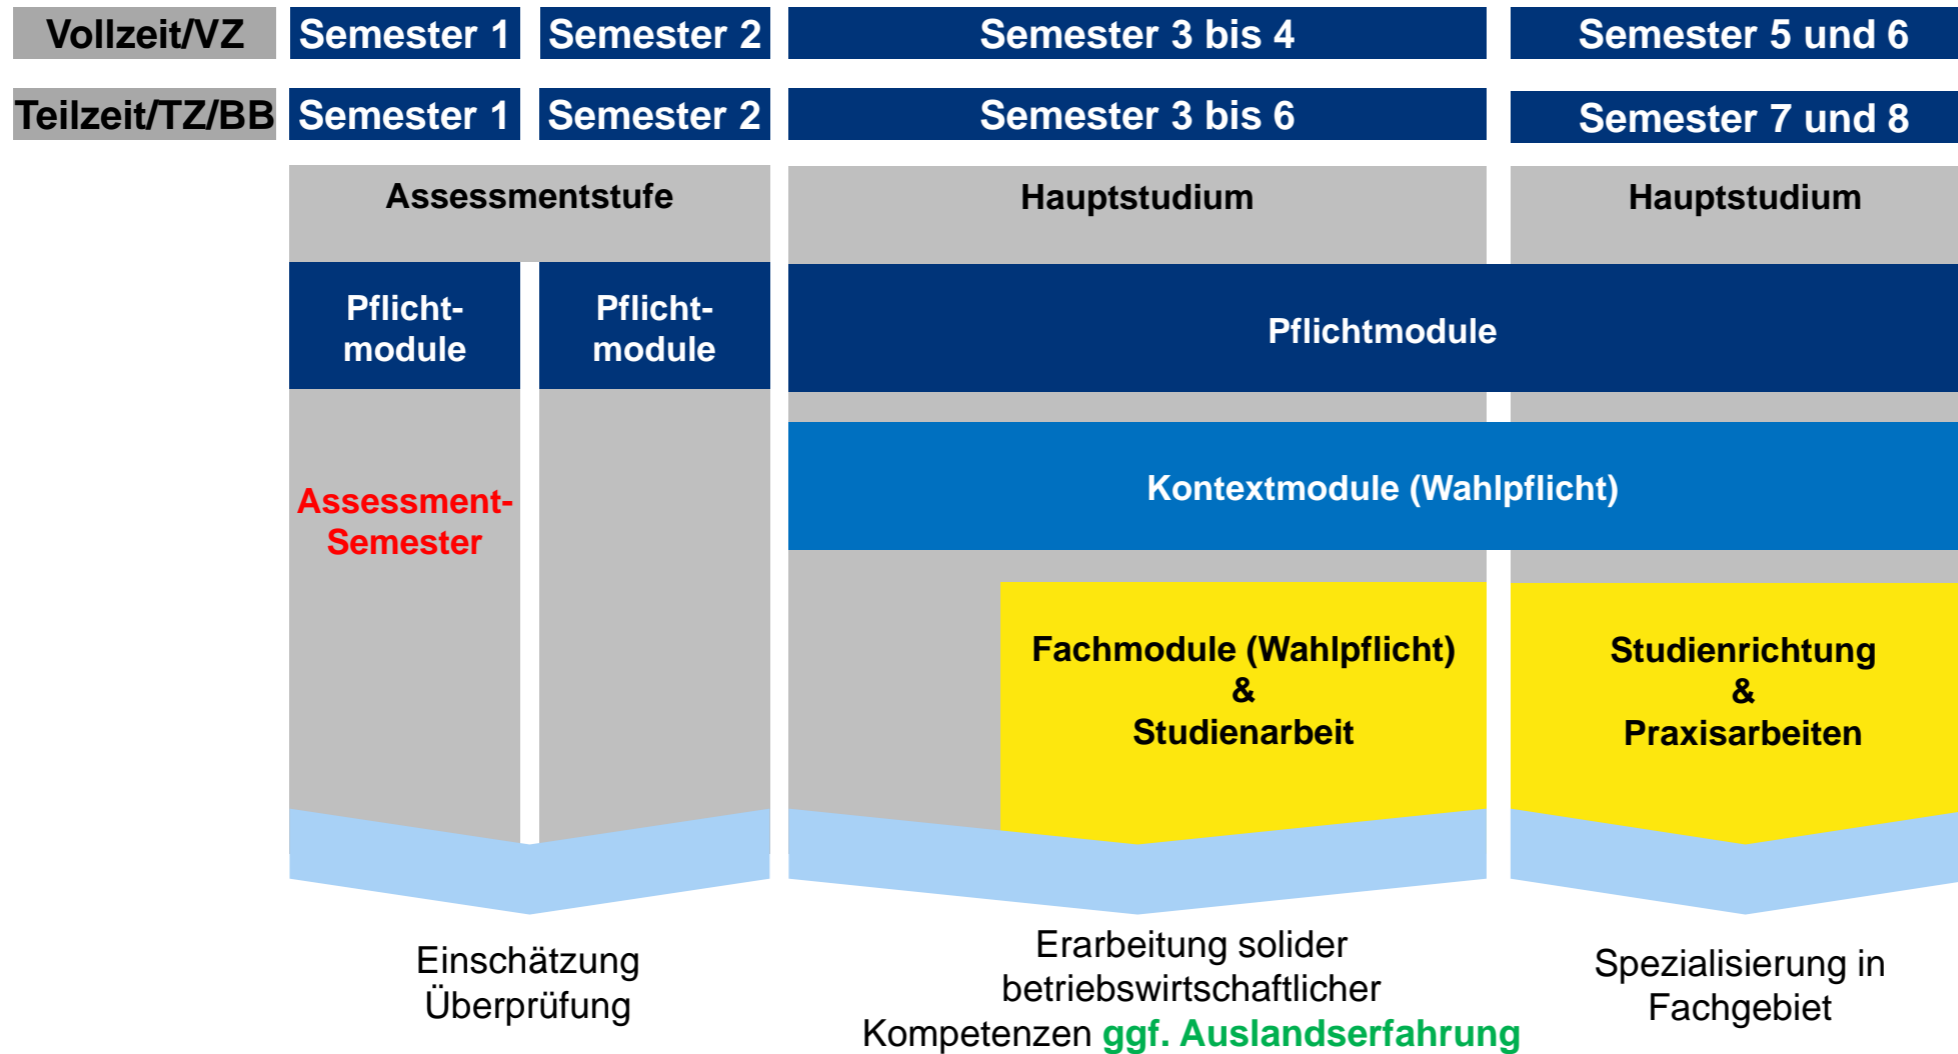 Vollzeit/VZ Semester 1 Semester 2 Semester 3 bis 4 Semester 5 und 6
Teilzeit/TZ/BB Semester 1 Semester 2 Semester 3 bis 6 Semester 7 und 8
Assessmentstufe Hauptstudium Hauptstudium
Pflicht-
module
Pflicht-
module
Pflichtmodule
Kontextmodule (Wahlpflicht)
Assessment-
Semester
Fachmodule (Wahlpflicht)
&
Studienarbeit
Studienrichtung
&
Praxisarbeiten
Einschätzung
Überprüfung
Erarbeitung solider
betriebswirtschaftlicher
Kompetenzen ggf. Auslandserfahrung
Spezialisierung in
Fachgebiet